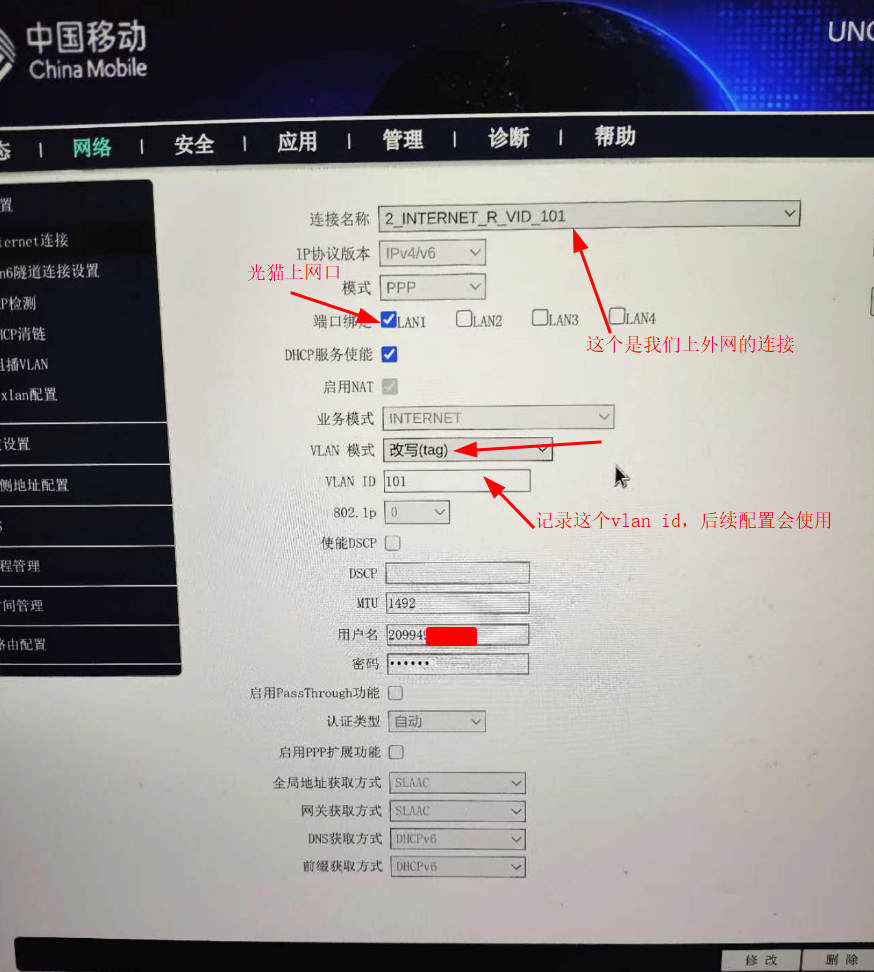 中国移动
China Mobile
UNC
态 | 网络 | 安全 | 应用 | 管理 | 诊断 | 帮助
置
ternet连接
n6隧道连接设置
P检测
HCP清链
组播VLAN
xlan配置
设置
侧地址配置
S
程管理
时间管理
路由配置
连接名称 2_INTERNET_R_VID_101
IP协议版本 IPv4/v6
光猫上网口
模式 PPP
端口绑定 LAN1 LAN2 LAN3 LAN4
这个是我们上外网的连接
DHCP服务使能
启用NAT
业务模式 INTERNET
VLAN 模式 改写(tag)
VLAN ID 101
记录这个vlan id，后续配置会使用
802.1p 0
使能DSCP
DSCP
MTU 1492
用户名 209949
密码 ••••••
启用PassThrough功能
认证类型 自动
启用PPP扩展功能
全局地址获取方式 SLAAC
网关获取方式 SLAAC
DNS获取方式 DHCPv6
前缀获取方式 DHCPv6
修 改 删 除